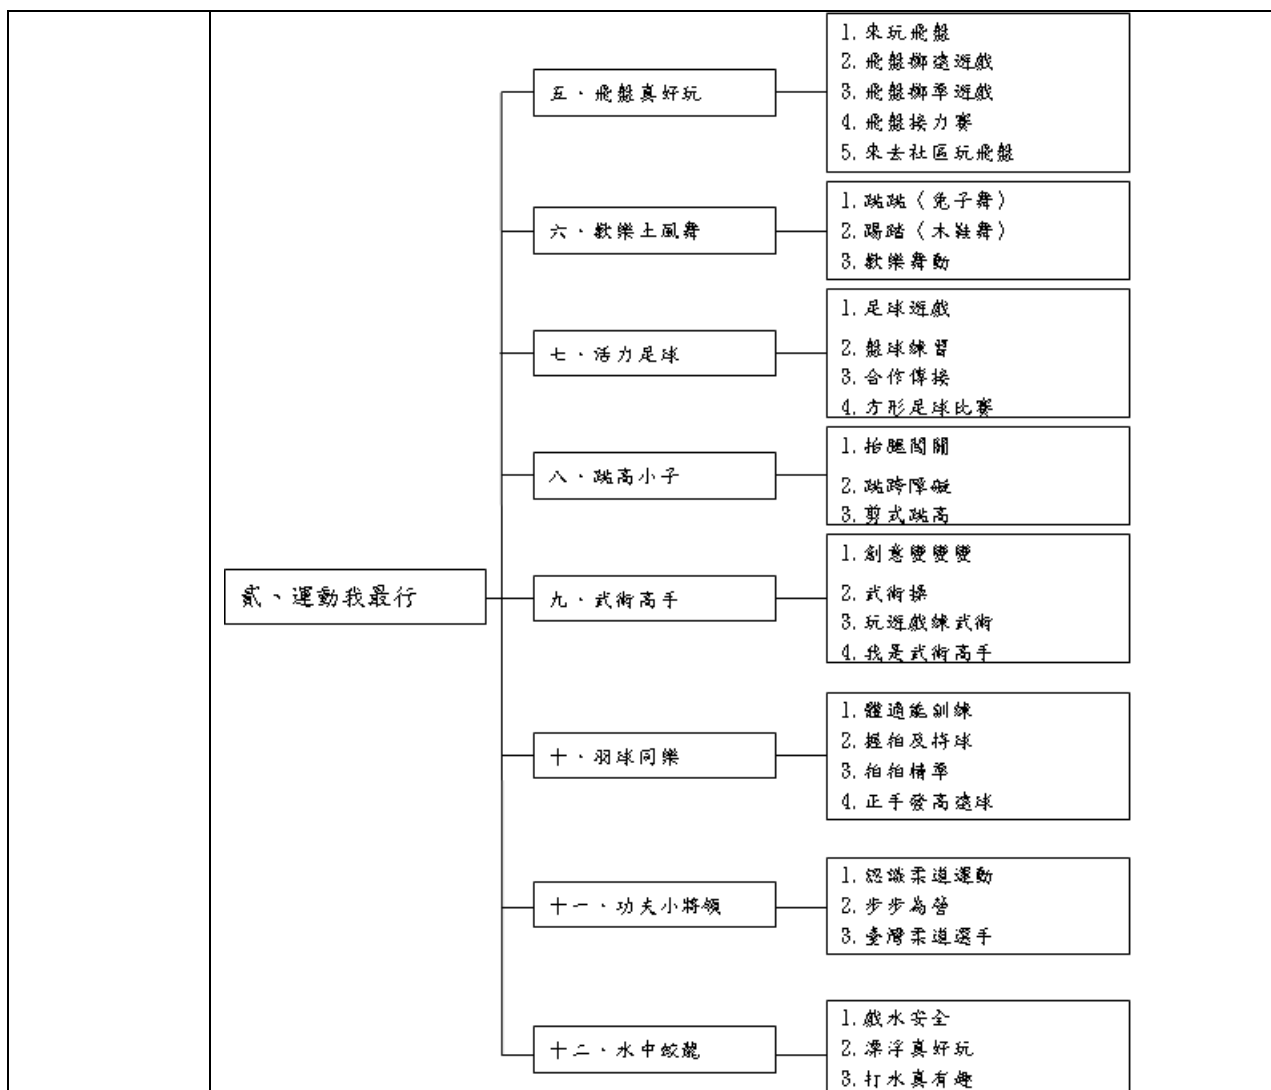 貳、運動我最行
五、飛盤真好玩
1. 來玩飛盤
2. 飛盤擲遠遊戲
3. 飛盤擲準遊戲
4. 飛盤接力賽
5. 來去社區玩飛盤
六、歡樂土風舞
1. 跳跳（兔子舞）
2. 踢踏（木鞋舞）
3. 歡樂舞動
七、活力足球
1. 足球遊戲
2. 盤球練習
3. 合作傳接
4. 方形足球比賽
八、跳高小子
1. 抬腿闖關
2. 跳跨障礙
3. 剪式跳高
九、武術高手
1. 創意變變變
2. 武術操
3. 玩遊戲練武術
4. 我是武術高手
十、羽球同樂
1. 體適能訓練
2. 握拍及持球
3. 拍拍精準
4. 正手發高遠球
十一、功夫小將領
1. 認識柔道運動
2. 步步為營
3. 臺灣柔道選手
十二、水中蛟龍
1. 戲水安全
2. 漂浮真好玩
3. 打水真有趣